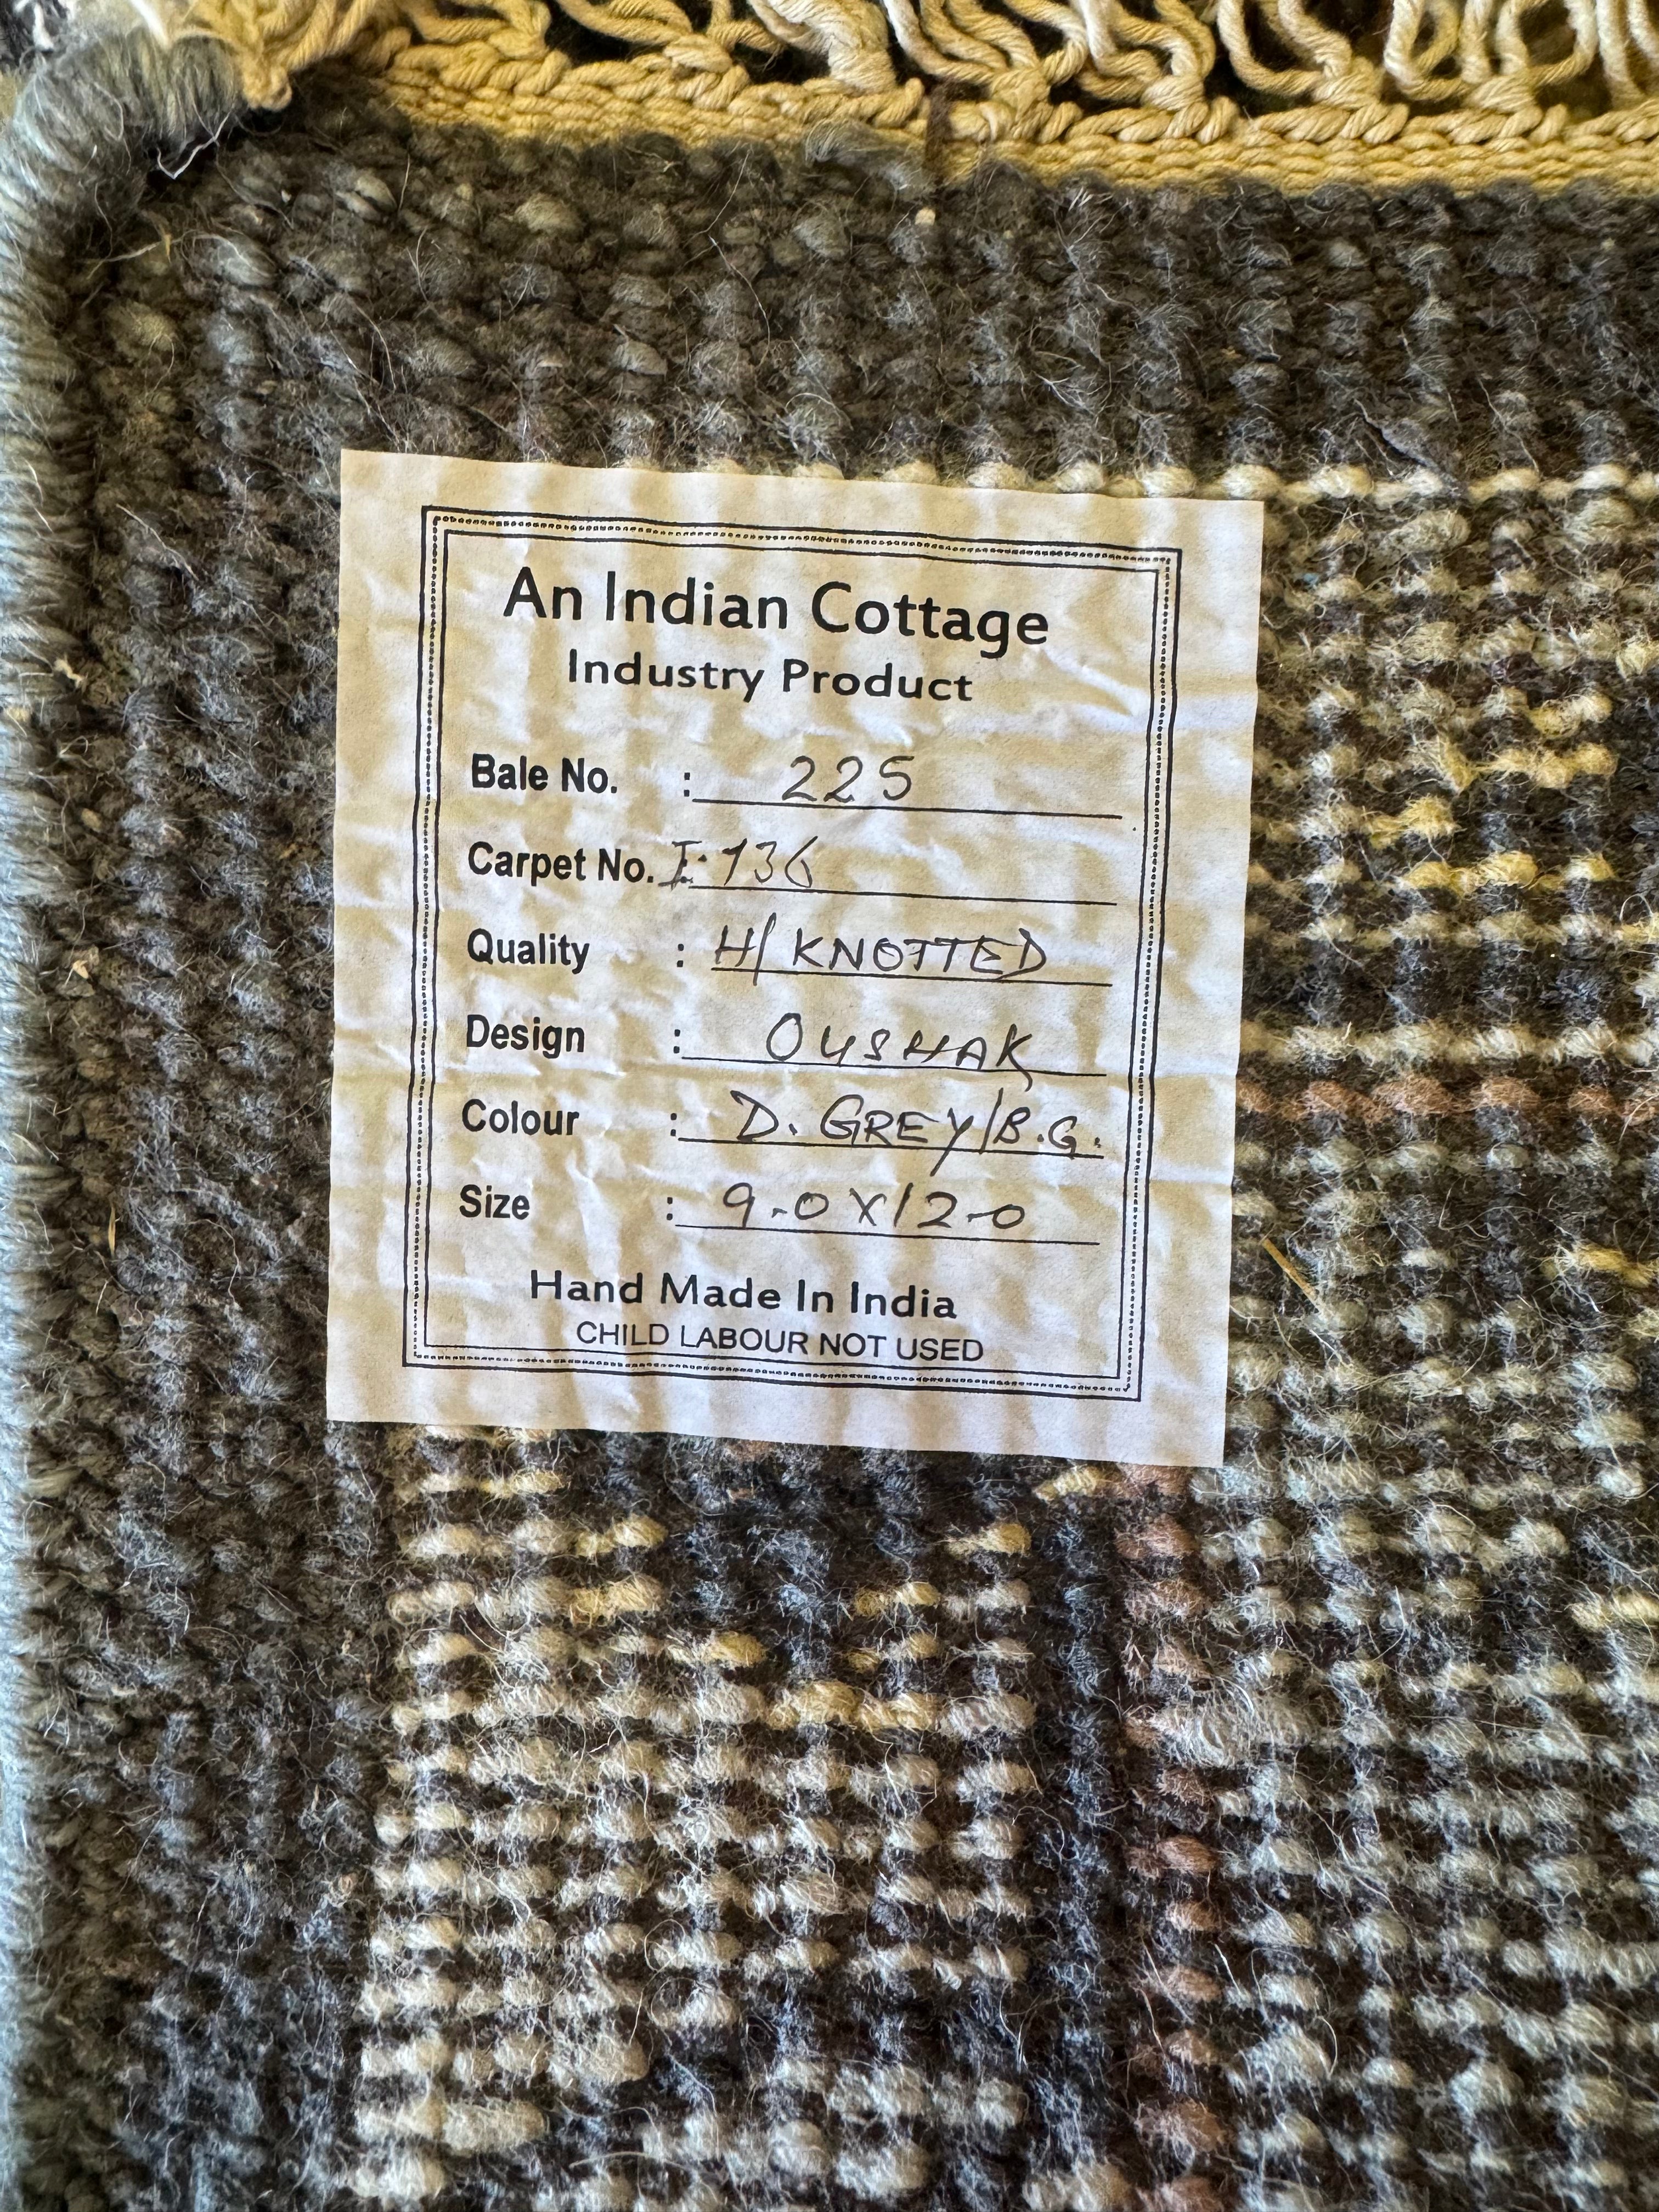 An Indian Cottage
Industry Product
Bale No. : 225
Carpet No. I-136
Quality : H/KNOTTED
Design : OUSHAK
Colour : D. GREY/B.G.
Size : 9-0X12-0
Hand Made In India
CHILD LABOUR NOT USED